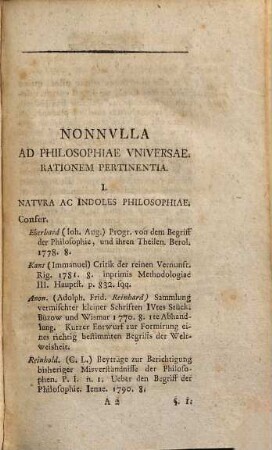 NONNVLLA
AD PHILOSOPHIAE VNIVERSAE.
RATIONEM PERTINENTIA.
I.
NATVRA AC INDOLES PHILOSOPHIAE.
Confer.
Eberhard (Ioh. Aug.) Progr. von dem Begriff
der Philosophie, und ihren Theilen. Berol.
1778. 8.
Kant (Immanuel) Critik der reinen Vernunft.
Rig. 1781. 8. inprimis Methodologiae
III. Hauptst. p. 832. sqq.
Anon. (Adolph. Frid. Reinhard) Sammlung
vermischter kleiner Schriften IVtes Stück.
Büzow und Wismar 1770. 8. 1te Abhand-
lung. Kurzer Entwurf zur Formirung
eines richtig bestimmten Begriffs der Welt-
weisheit.
Reinhold. (C. L.) Beyträge zur Berichtigung
bisheriger Misverständnisse der Philoso-
phen. P. I. n. 1. Ueber den Begriff der
Philosophie. Ienae. 1790. 8.
A 2 §. 1: